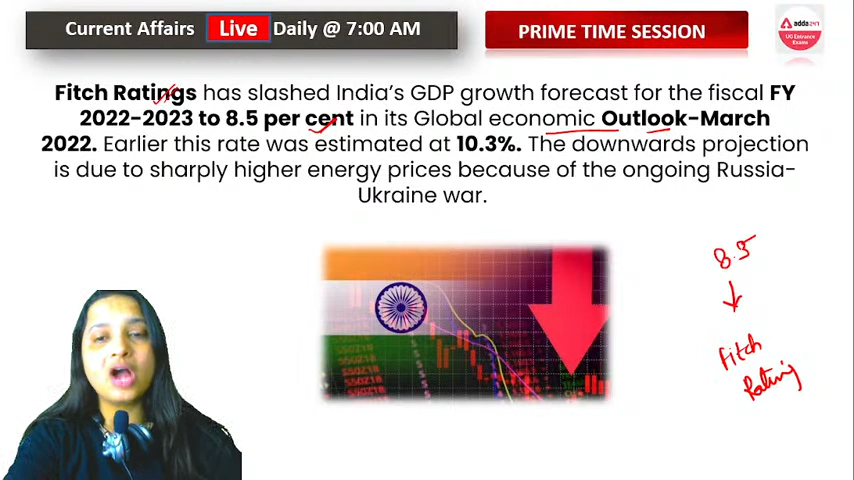 Current Affairs Live Daily @ 7:00 AM
PRIME TIME SESSION
adda247
UG Entrance
Exams
Fitch Ratings has slashed India's GDP growth forecast for the fiscal FY
2022-2023 to 8.5 per cent in its Global economic Outlook-March
2022. Earlier this rate was estimated at 10.3%. The downwards projection
is due to sharply higher energy prices because of the ongoing Russia-
Ukraine war.
8.5
Fitch
Rating